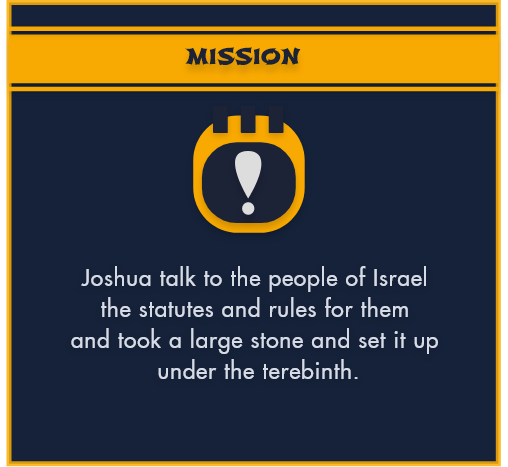 MISSION
Joshua talk to the people of Israel
the statutes and rules for them
and took a large stone and set it up
under the terebinth.